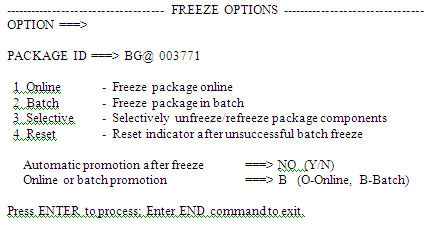 ---------------------------------- FREEZE OPTIONS ------------------------------
OPTION ===>
PACKAGE ID ===> BG@ 003771
1 Online - Freeze package online
2 Batch - Freeze package in batch
3 Selective - Selectively unfreeze/refreeze package components
4 Reset - Reset indicator after unsuccessful batch freeze
Automatic promotion after freeze ===> NO (Y/N)
Online or batch promotion ===> B (O-Online, B-Batch)
Press ENTER to process; Enter END command to exit.